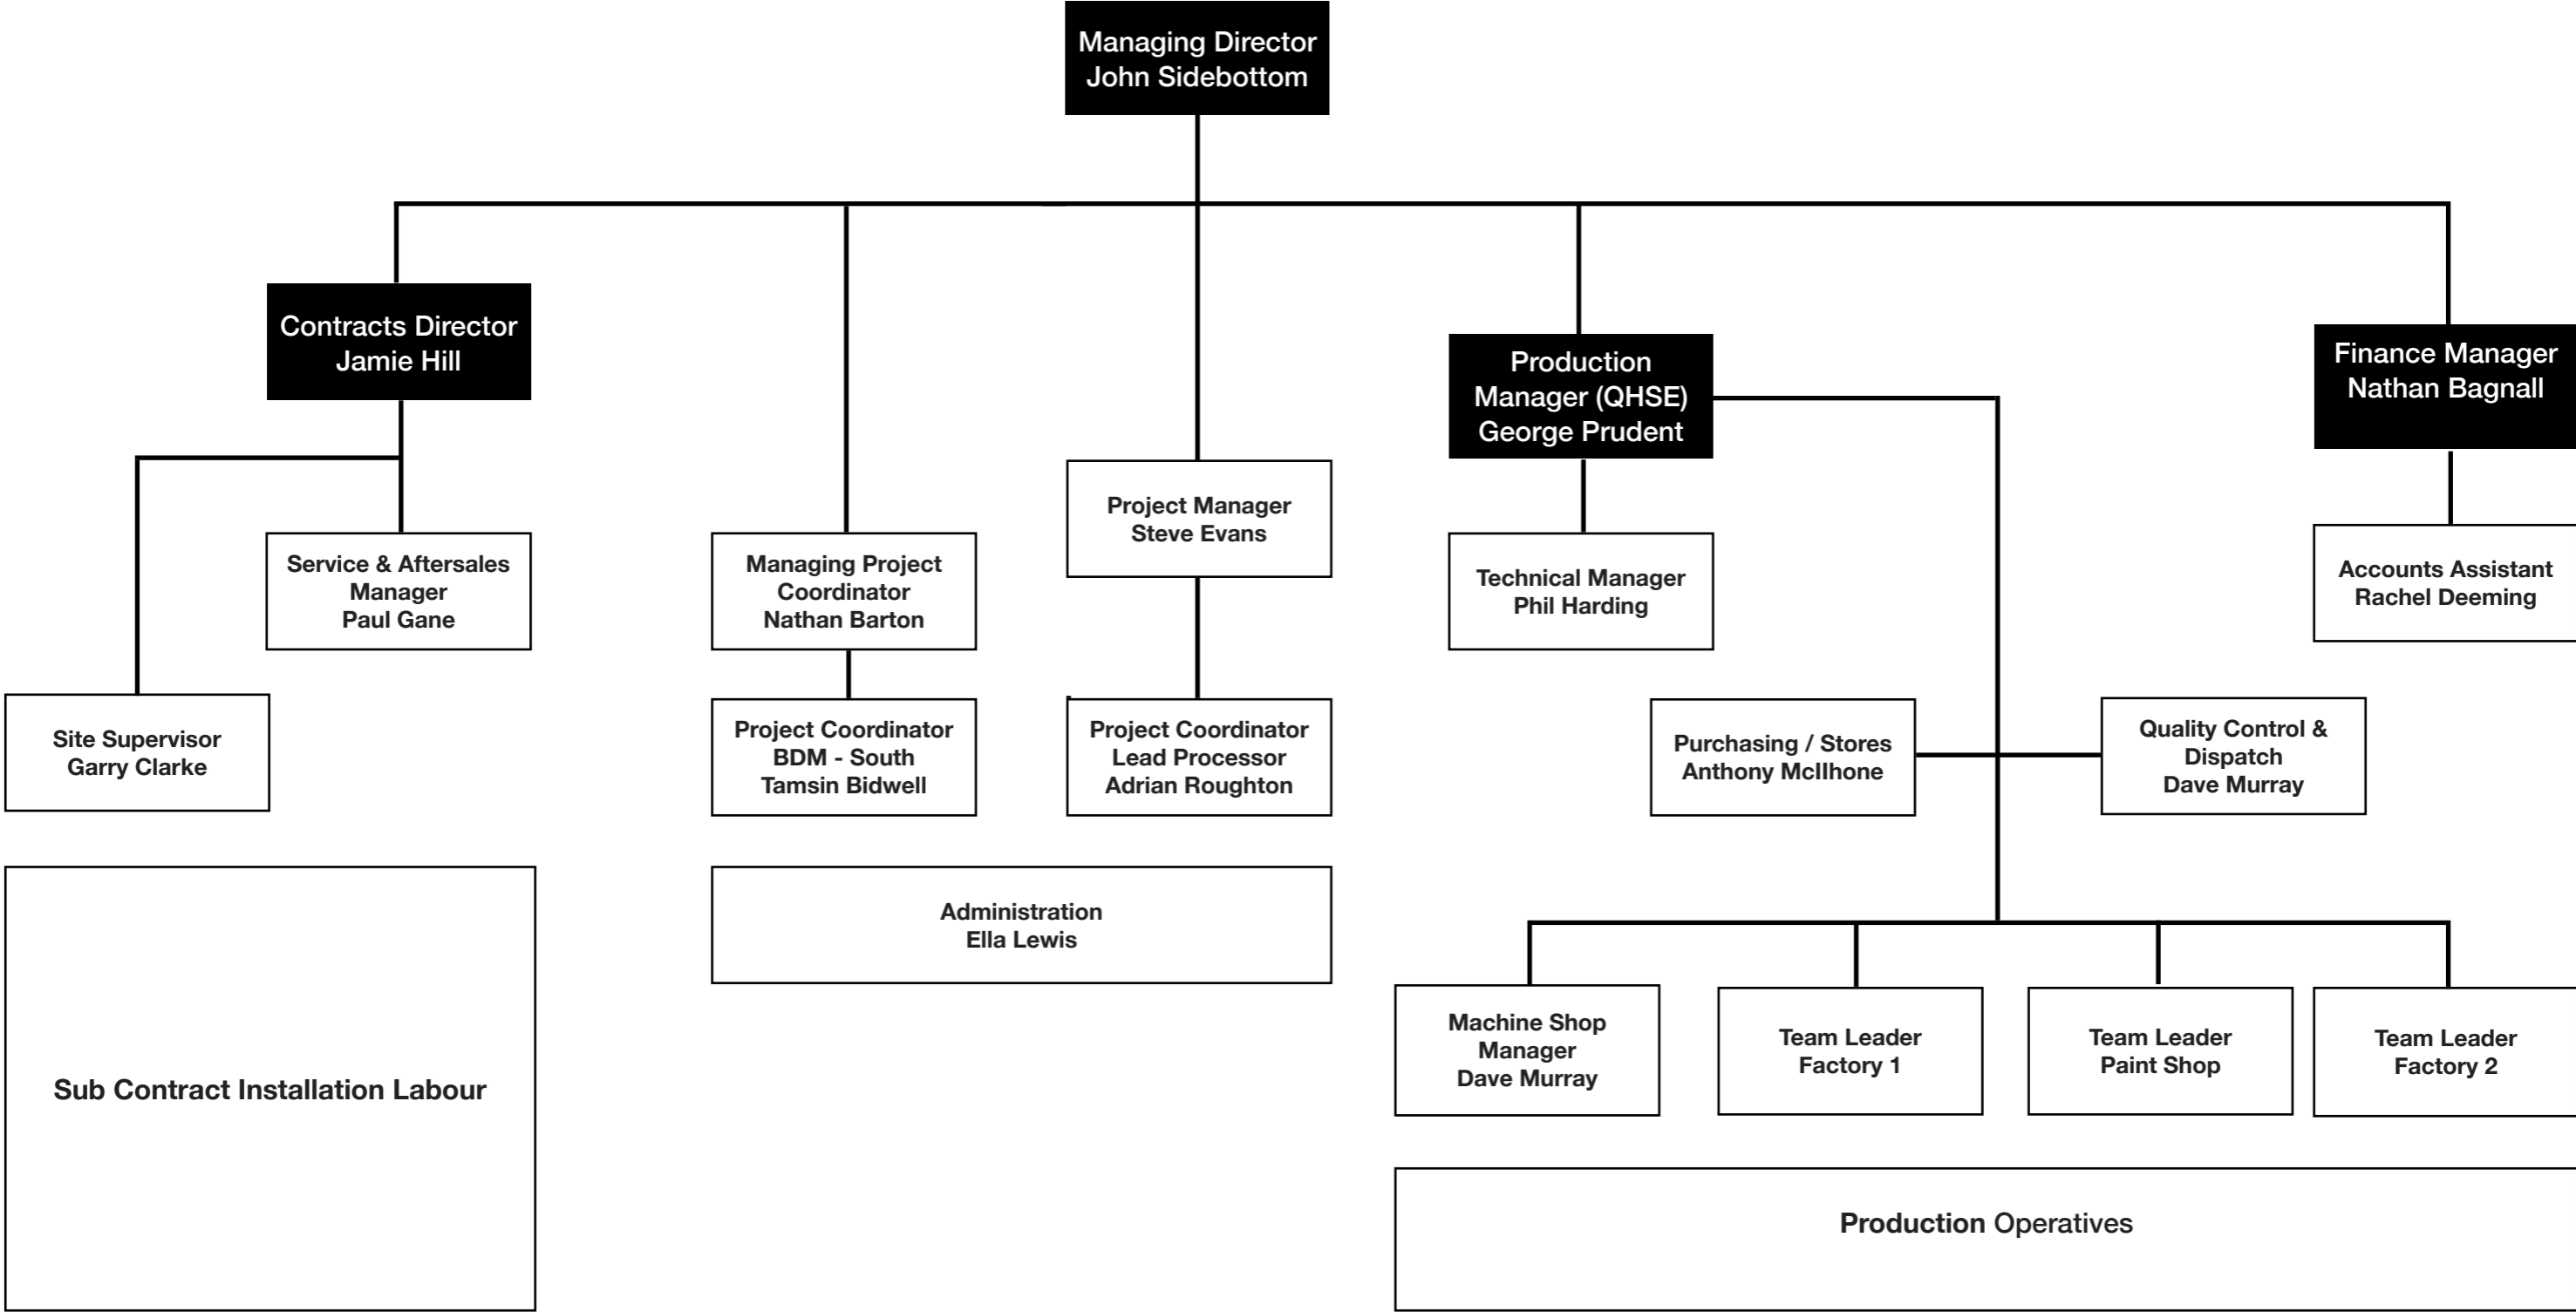 Managing Director
John Sidebottom
Contracts Director
Jamie Hill
Production
Manager (QHSE)
George Prudent
Finance Manager
Nathan Bagnall
Project Manager
Steve Evans
Service & Aftersales
Manager
Paul Gane
Managing Project
Coordinator
Nathan Barton
Technical Manager
Phil Harding
Accounts Assistant
Rachel Deeming
Site Supervisor
Garry Clarke
Project Coordinator
BDM - South
Tamsin Bidwell
Project Coordinator
Lead Processor
Adrian Roughton
Purchasing / Stores
Anthony McIlhone
Quality Control &
Dispatch
Dave Murray
Administration
Ella Lewis
Machine Shop
Manager
Dave Murray
Team Leader
Factory 1
Team Leader
Paint Shop
Team Leader
Factory 2
Sub Contract Installation Labour
Production Operatives